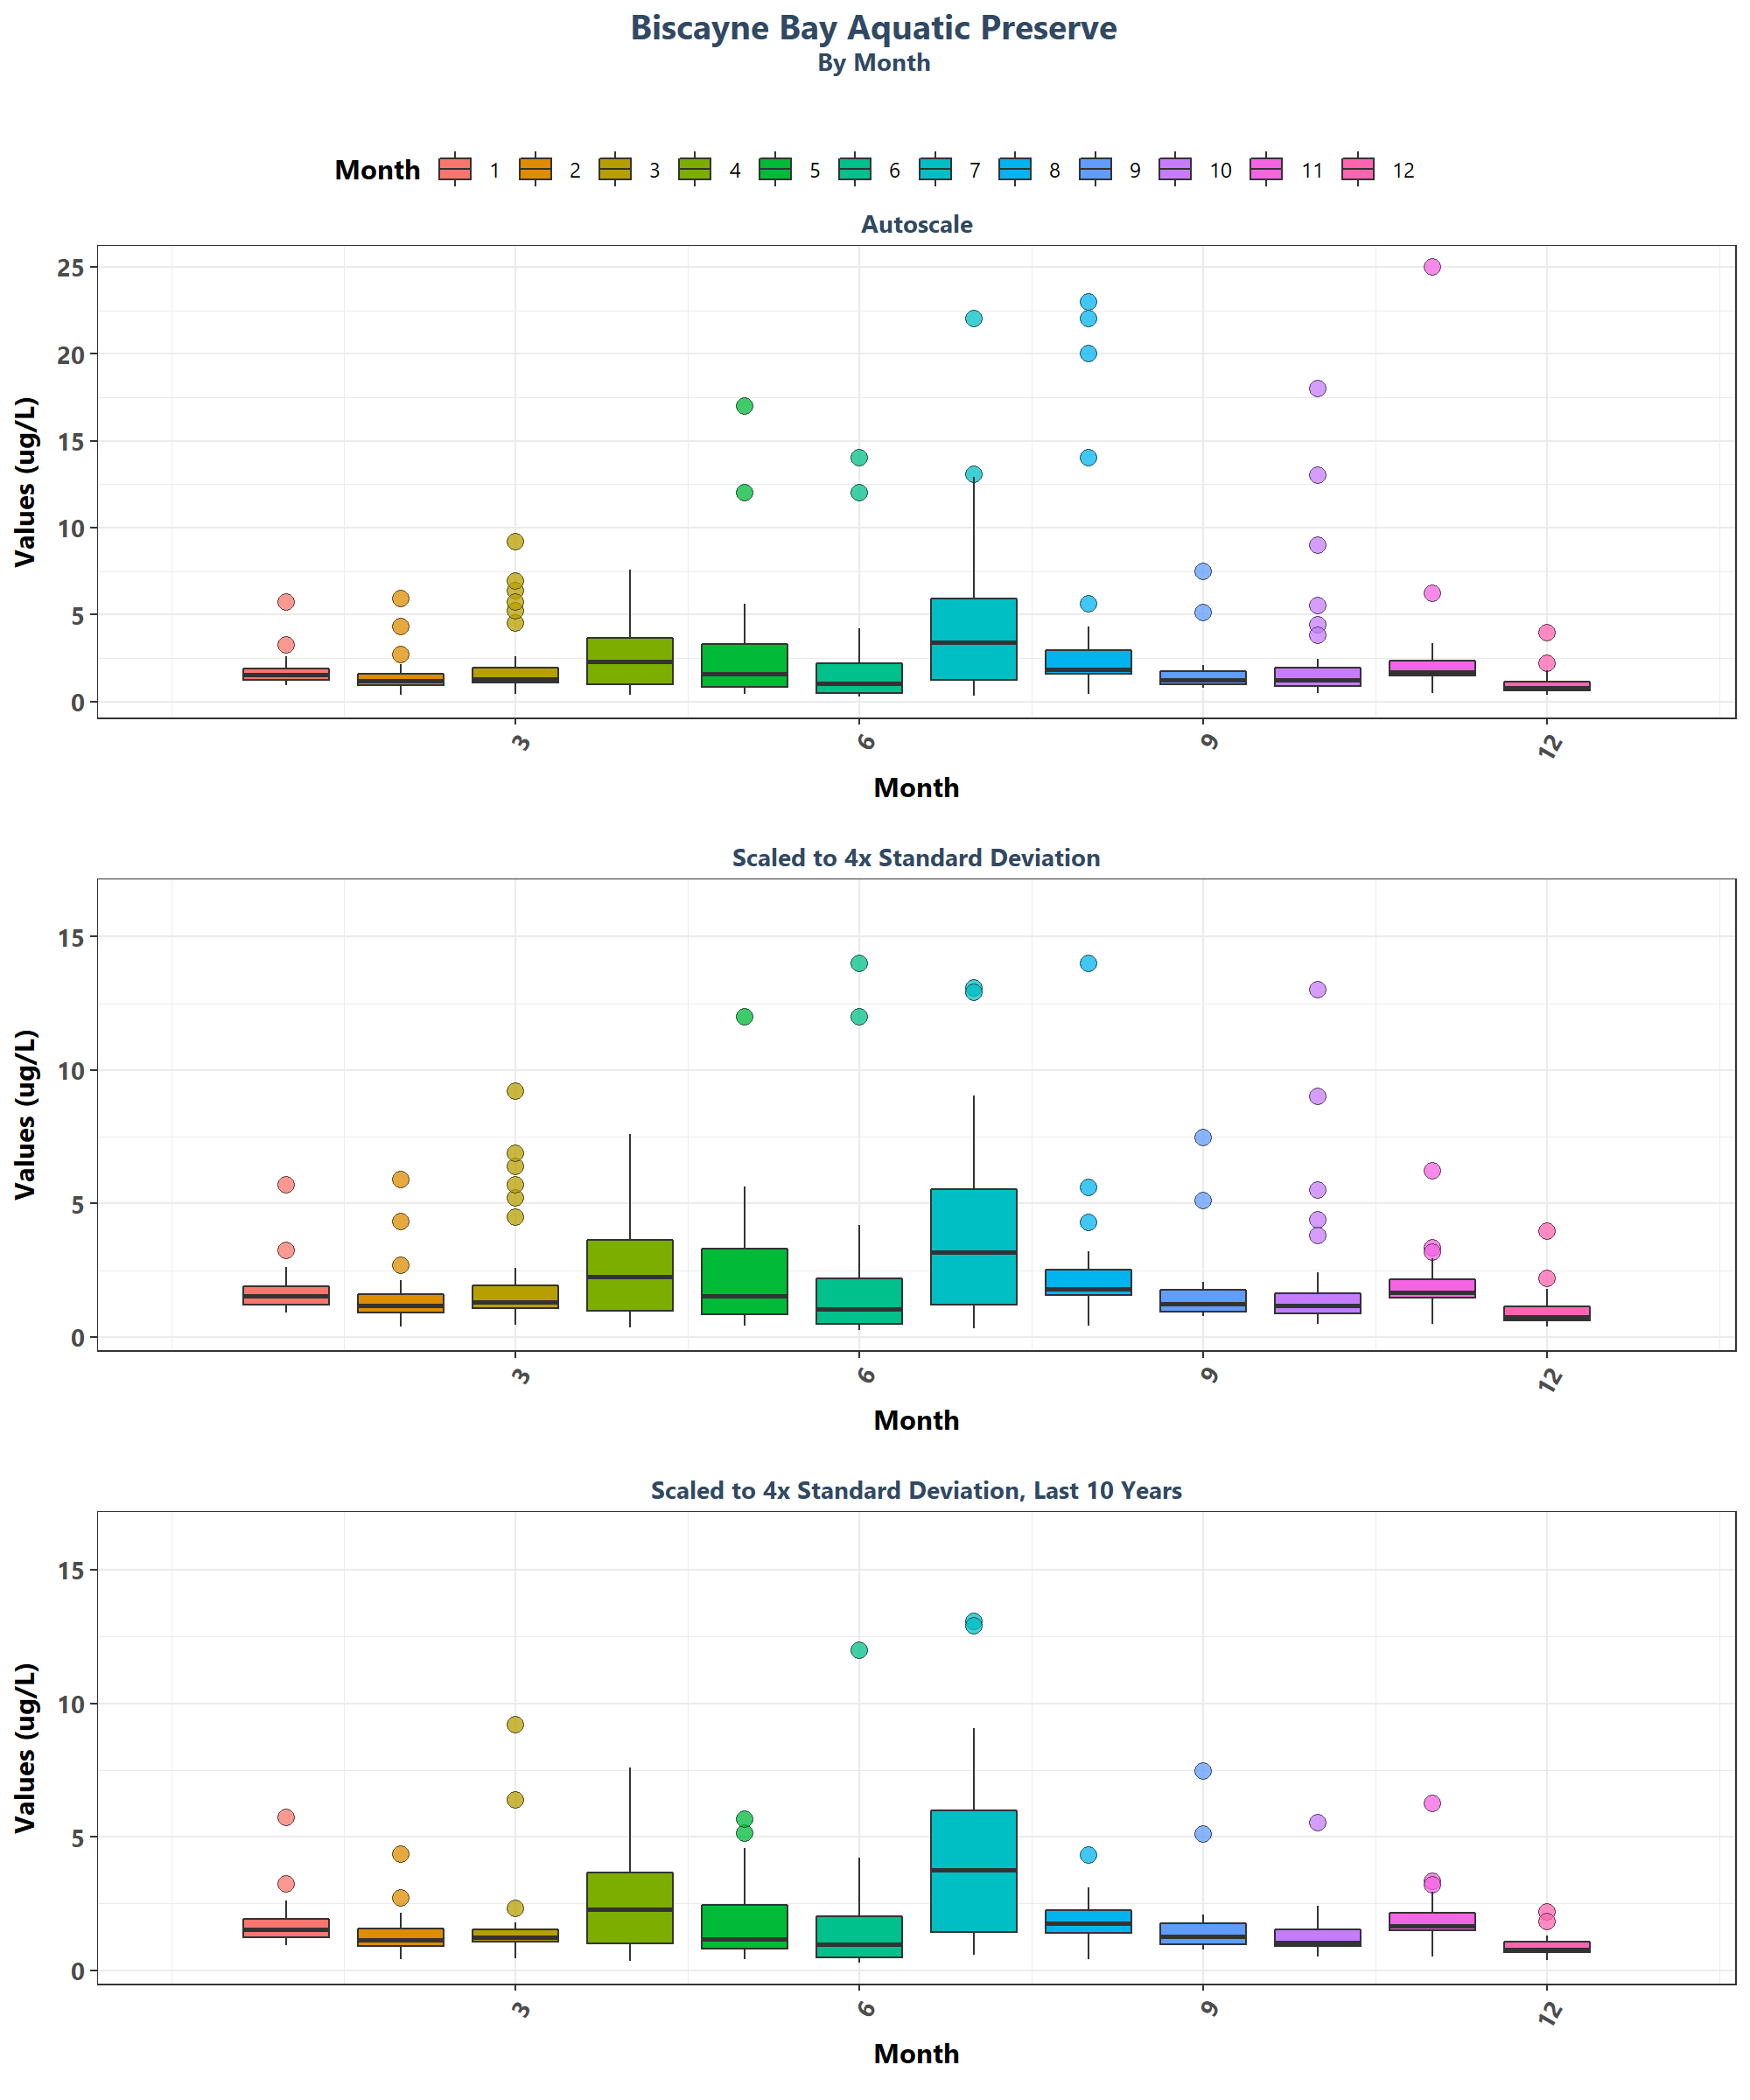 Biscayne Bay Aquatic Preserve
By Month
Month 1 2 3 4 5 6 7 8 9 10 11 12
Autoscale
Values (ug/L)
25
20
15
10
5
0
3 6 9 12
Month
Scaled to 4x Standard Deviation
Values (ug/L)
15
10
5
0
3 6 9 12
Month
Scaled to 4x Standard Deviation, Last 10 Years
Values (ug/L)
15
10
5
0
3 6 9 12
Month